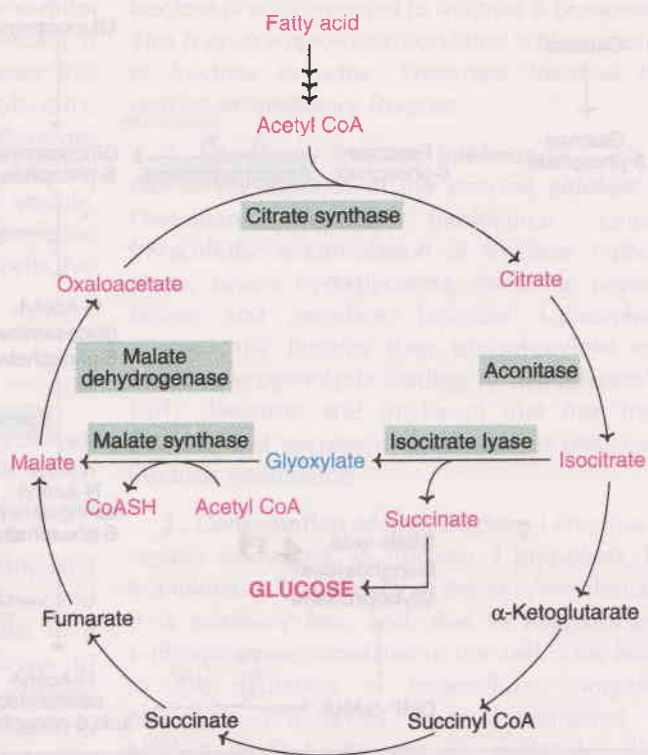 Fatty acid
Acetyl CoA
Citrate synthase
Oxaloacetate
Citrate
Malate
dehydrogenase
Aconitase
Malate synthase
Isocitrate lyase
Malate
Glyoxylate
Isocitrate
CoASH
Acetyl CoA
Succinate
GLUCOSE
Fumarate
α-Ketoglutarate
Succinate
Succinyl CoA